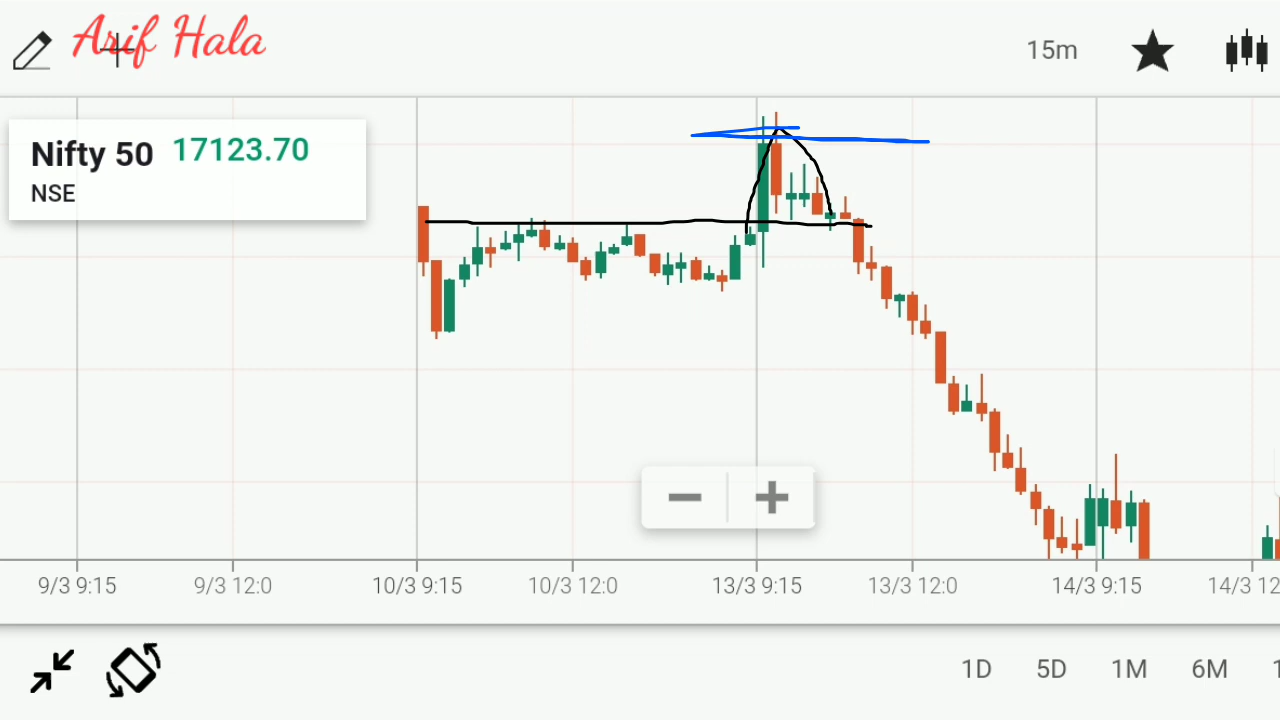 Arif Hala
15m
Nifty 50 17123.70
NSE
9/3 9:15 9/3 12:0 10/3 9:15 10/3 12:0 13/3 9:15 13/3 12:0 14/3 9:15 14/3 12
1D 5D 1M 6M 1